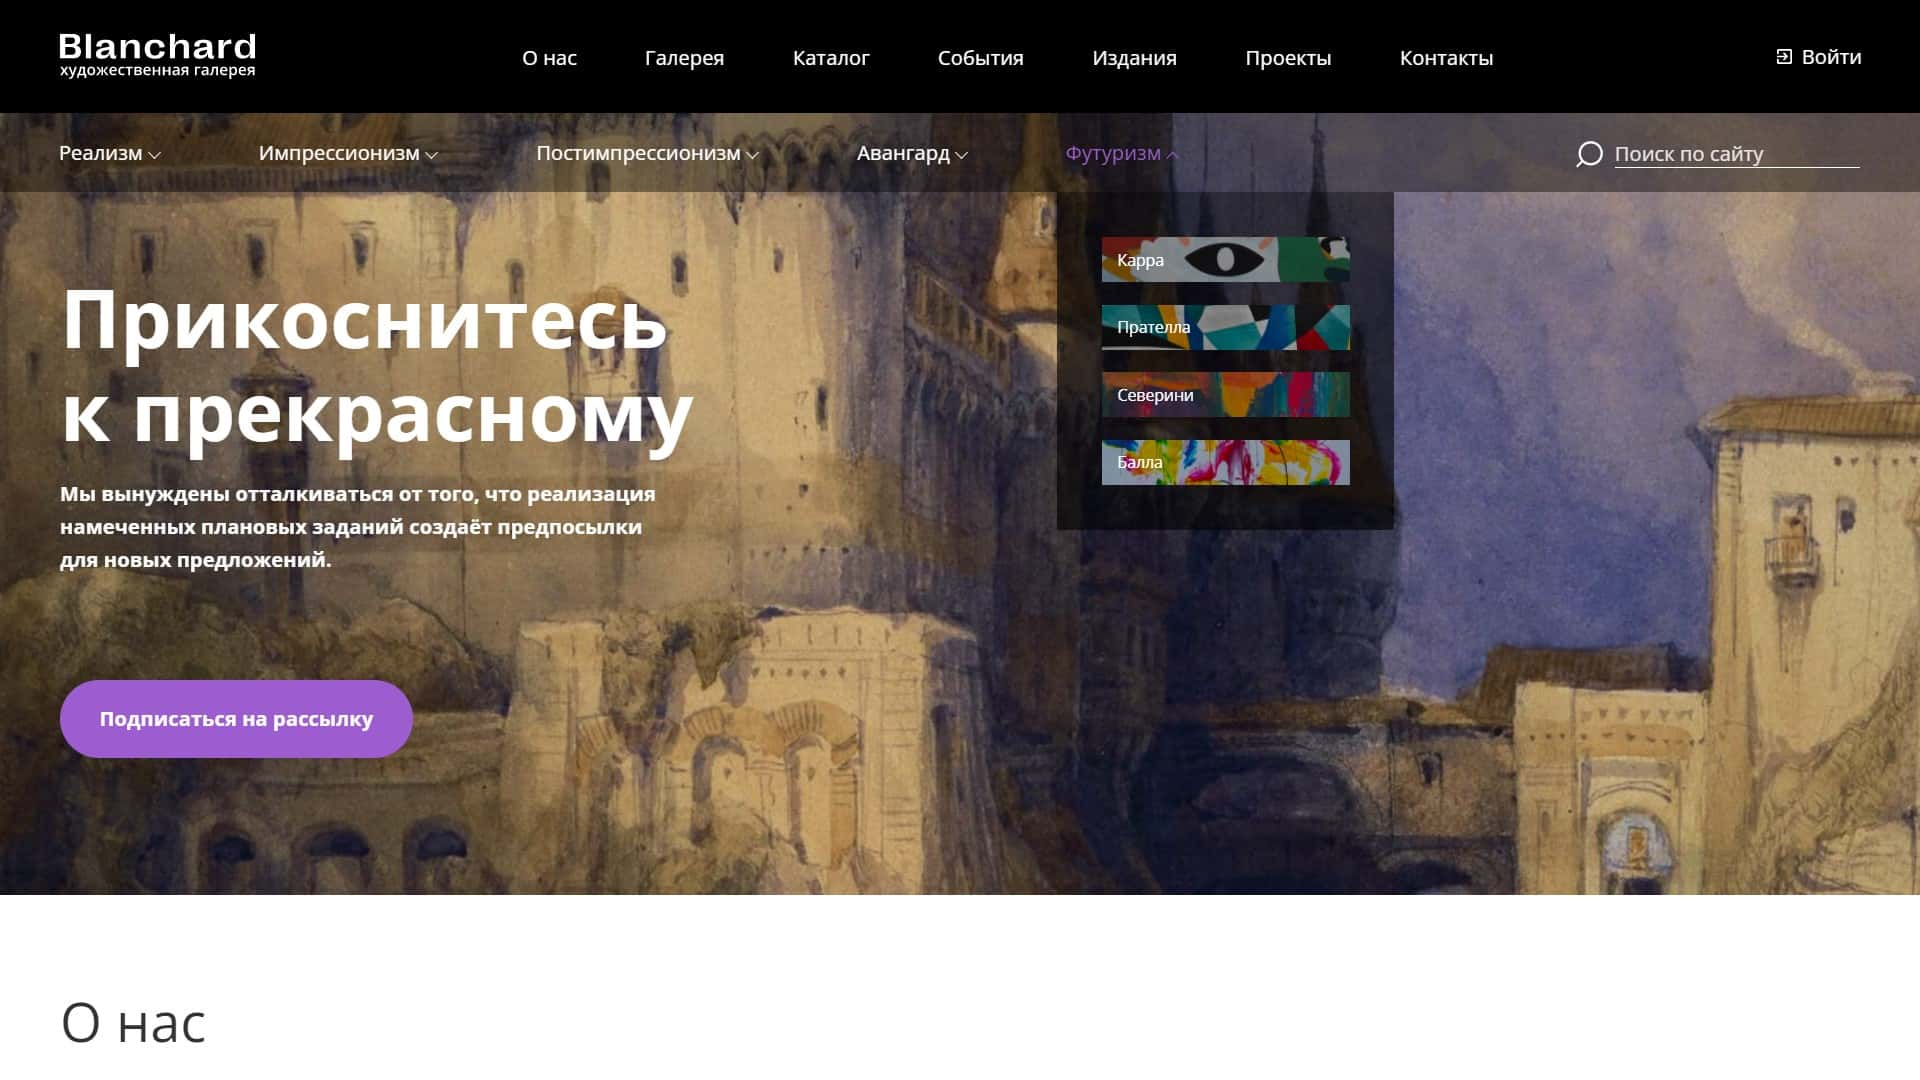 Blanchard
художественная галерея
О нас
Галерея
Каталог
События
Издания
Проекты
Контакты
Войти
Реализм
Импрессионизм
Постимпрессионизм
Авангард
Футуризм
Поиск по сайту
Карра
Прателла
Северини
Балла
Прикоснитесь
к прекрасному
Мы вынуждены отталкиваться от того, что реализация
намеченных плановых заданий создаёт предпосылки
для новых предложений.
Подписаться на рассылку
О нас